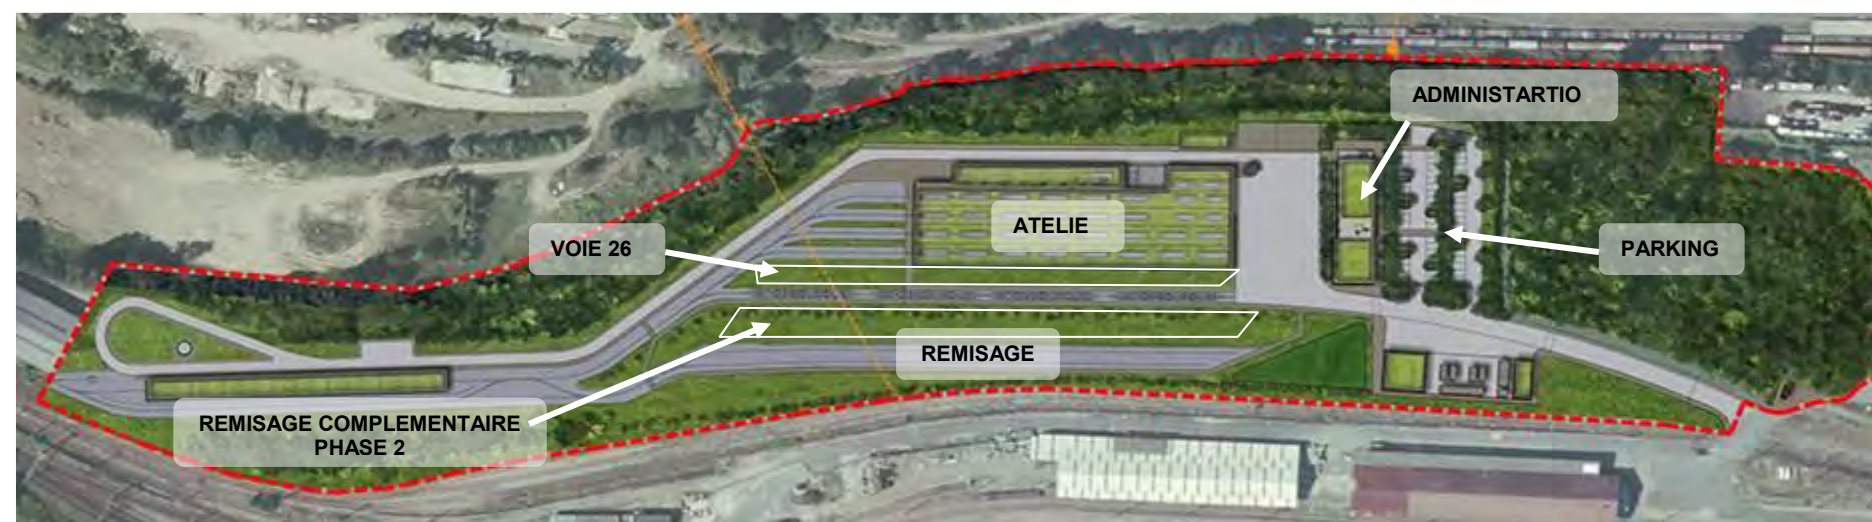 ADMINISTARTIO
ATELIE
VOIE 26
PARKING
REMISAGE
REMISAGE COMPLEMENTAIRE
PHASE 2